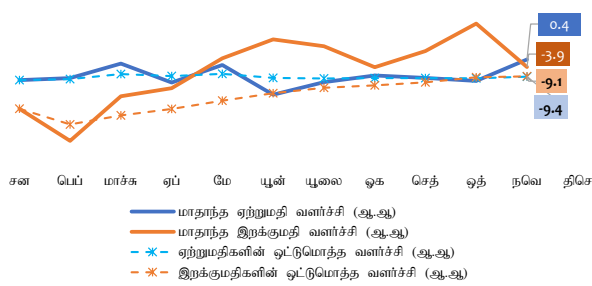 0.4
-3.9
-9.1
-9.4
சன பெப் மார்ச்சு ஏப் மே யூன் யூலை ஓக செத் ஒத் நவெ திசெ
மாதாந்த ஏற்றுமதி வளர்ச்சி (ஆ.ஆ)
மாதாந்த இறக்குமதி வளர்ச்சி (ஆ.ஆ)
ஏற்றுமதிகளின் ஒட்டுமொத்த வளர்ச்சி (ஆ.ஆ)
இறக்குமதிகளின் ஒட்டுமொத்த வளர்ச்சி (ஆ.ஆ)